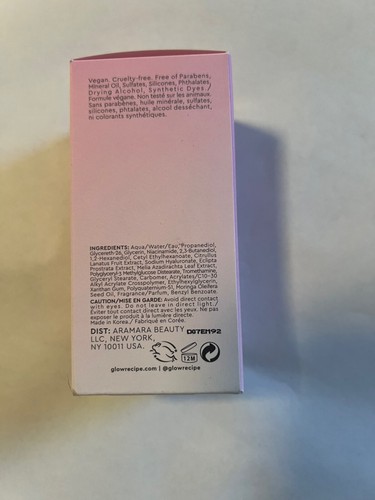 Vegan, Cruelty-free. Free of Parabens,
Mineral Oil, Sulfates, Silicones, Phthalates,
Drying Alcohol, Synthetic Dyes /
Formule végane. Non testé sur les animaux.
Sans parabènes, huile minérale, sulfates,
silicones, phtalates, alcool desséchant,
ni colorants synthétiques.
INGREDIENTS: Aqua/Water/Eau, Propanediol,
Glycereth-26, Glycerin, Niacinamide, 2,3-Butanediol,
1,2-Hexanediol, Cetyl Ethylhexanoate, Citrullus
Lanatus Fruit Extract, Sodium Hyaluronate, Eclipta
Prostrata Extract, Melia Azadirachta Leaf Extract,
Polyglyceryl-3 Methylglucose Distearate, Tromethamine,
Glyceryl Stearate, Carbomer, Acrylates/C10-30
Alkyl Acrylate Crosspolymer, Ethylhexylglycerin,
Xanthan Gum, Polyquaternium-51, Moringa Oleifera
Seed Oil, Fragrance/Parfum, Benzyl Benzoate.
CAUTION/MISE EN GARDE: Avoid direct contact
with eyes. Do not leave in direct light./
Éviter tout contact direct avec les yeux. Ne pas
exposer le produit à la lumière directe.
Made in Korea / Fabriqué en Corée.
DIST: ARAMARA BEAUTY
LLC, NEW YORK,
NY 10011 USA.
D67EM92
12M
glowrecipe.com | @glowrecipe